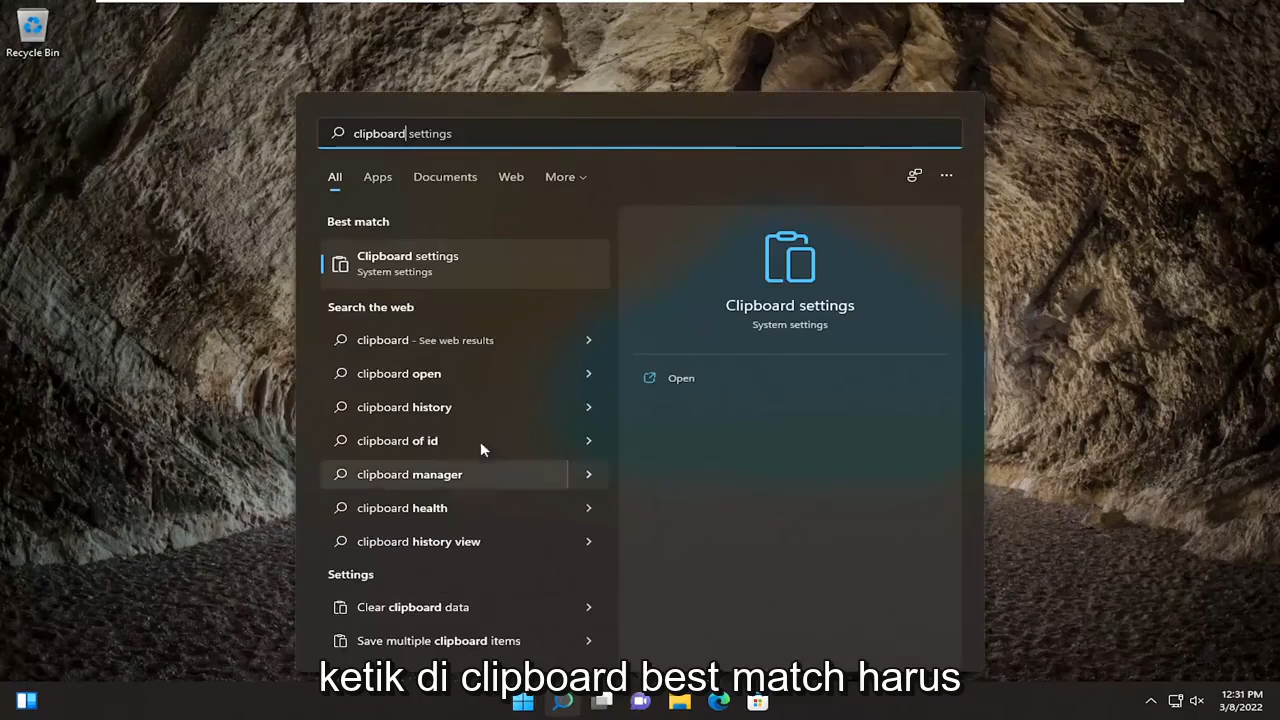 Recycle Bin
clipboard settings
All Apps Documents Web More
Best match
Clipboard settings
System settings
Search the web
clipboard - See web results
clipboard open
clipboard history
clipboard of id
clipboard manager
clipboard health
clipboard history view
Settings
Clear clipboard data
Save multiple clipboard items
Clipboard settings
System settings
Open
ketik di clipboard best match harus
12:31 PM
3/8/2022